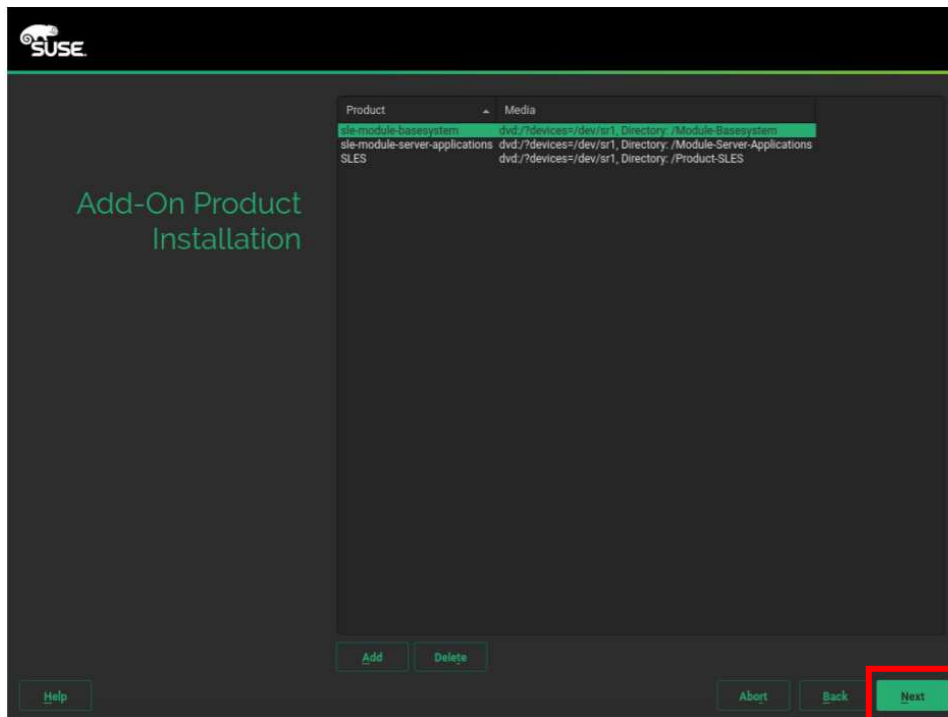 SUSE.
Add-On Product
Installation
Product Media
sle-module-basesystem dvd:/?devices=/dev/sr1, Directory: /Module-Basesystem
sle-module-server-applications dvd:/?devices=/dev/sr1, Directory: /Module-Server-Applications
SLES dvd:/?devices=/dev/sr1, Directory: /Product-SLES
Add Delete
Help Abort Back Next